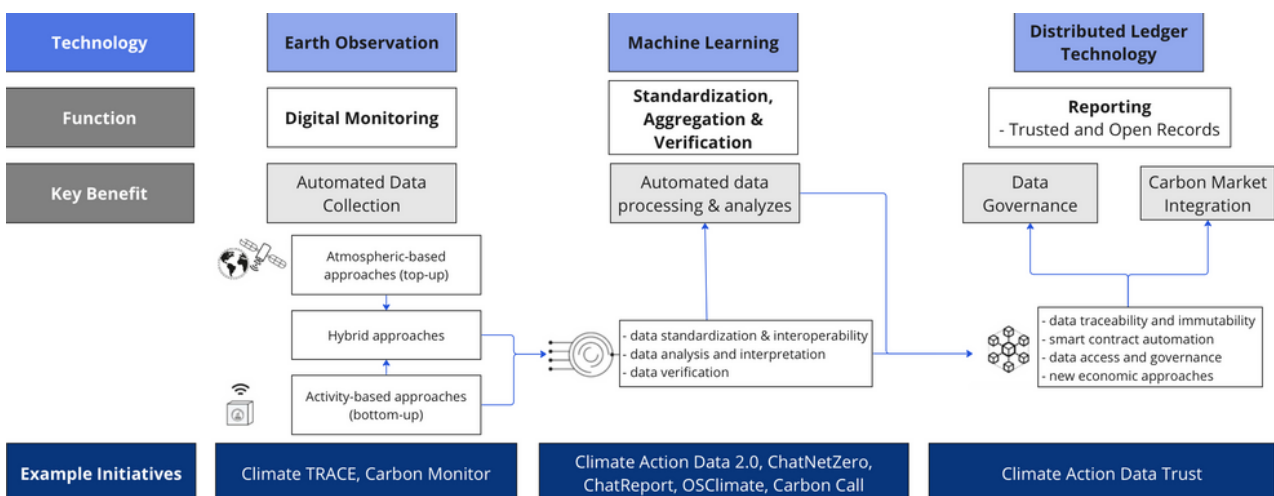 Technology
Earth Observation
Machine Learning
Distributed Ledger
Technology
Function
Digital Monitoring
Standardization,
Aggregation &
Verification
Reporting
- Trusted and Open Records
Key Benefit
Automated Data
Collection
Automated data
processing & analyzes
Data
Governance
Carbon Market
Integration
Atmospheric-based
approaches (top-up)
Hybrid approaches
Activity-based approaches
(bottom-up)
- data standardization & interoperability
- data analysis and interpretation
- data verification
- data traceability and immutability
- smart contract automation
- data access and governance
- new economic approaches
Example Initiatives
Climate TRACE, Carbon Monitor
Climate Action Data 2.0, ChatNetZero,
ChatReport, OSClimate, Carbon Call
Climate Action Data Trust